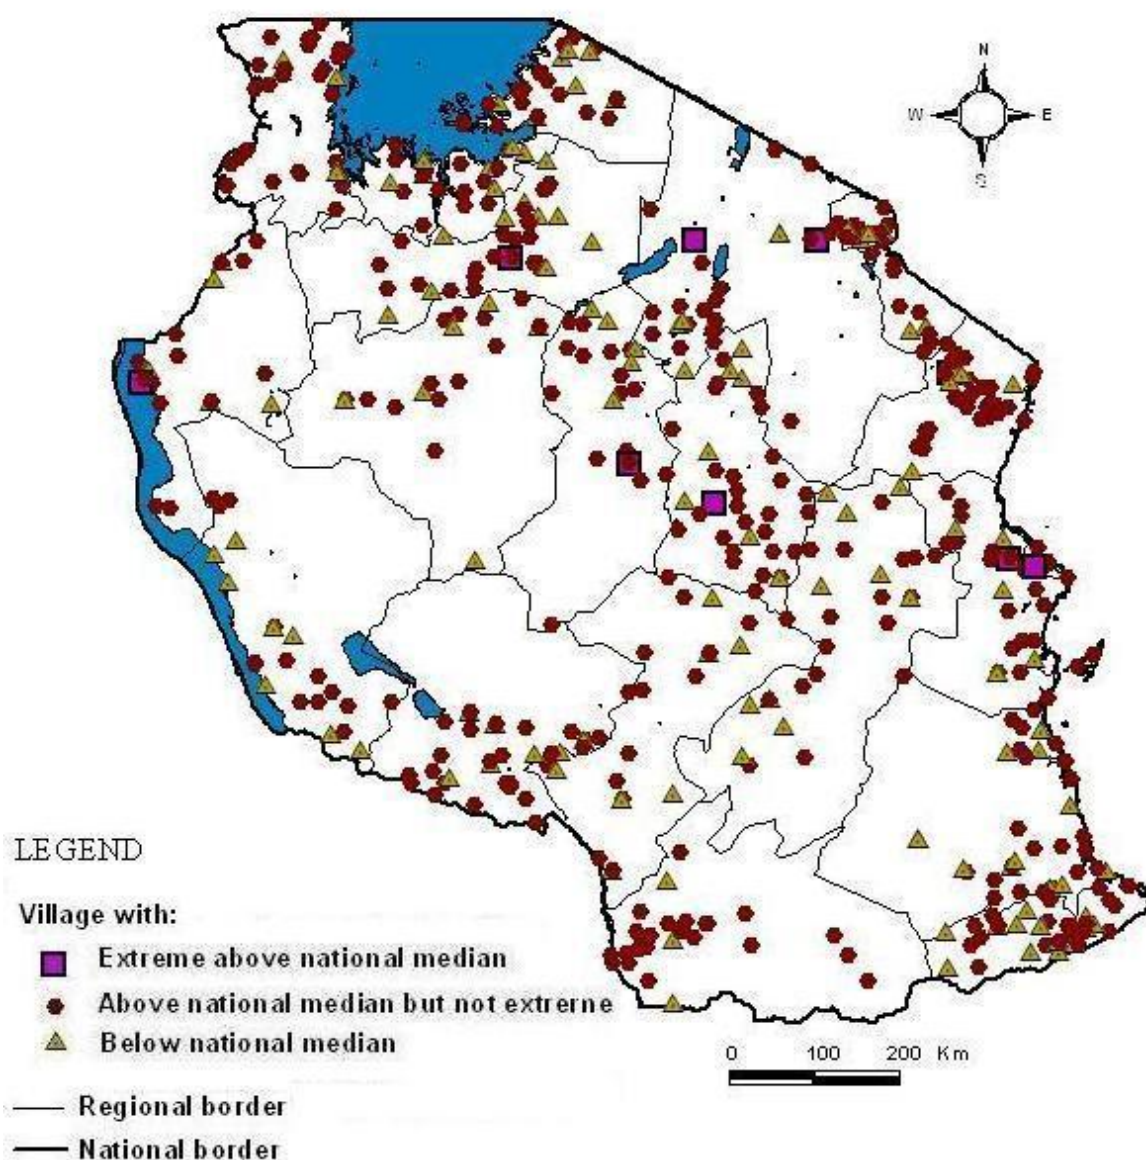 N
W E
S
LEGEND
Village with:
Extreme above national median
Above national median but not extrerne
Below national median
0 100 200 Km
Regional border
National border